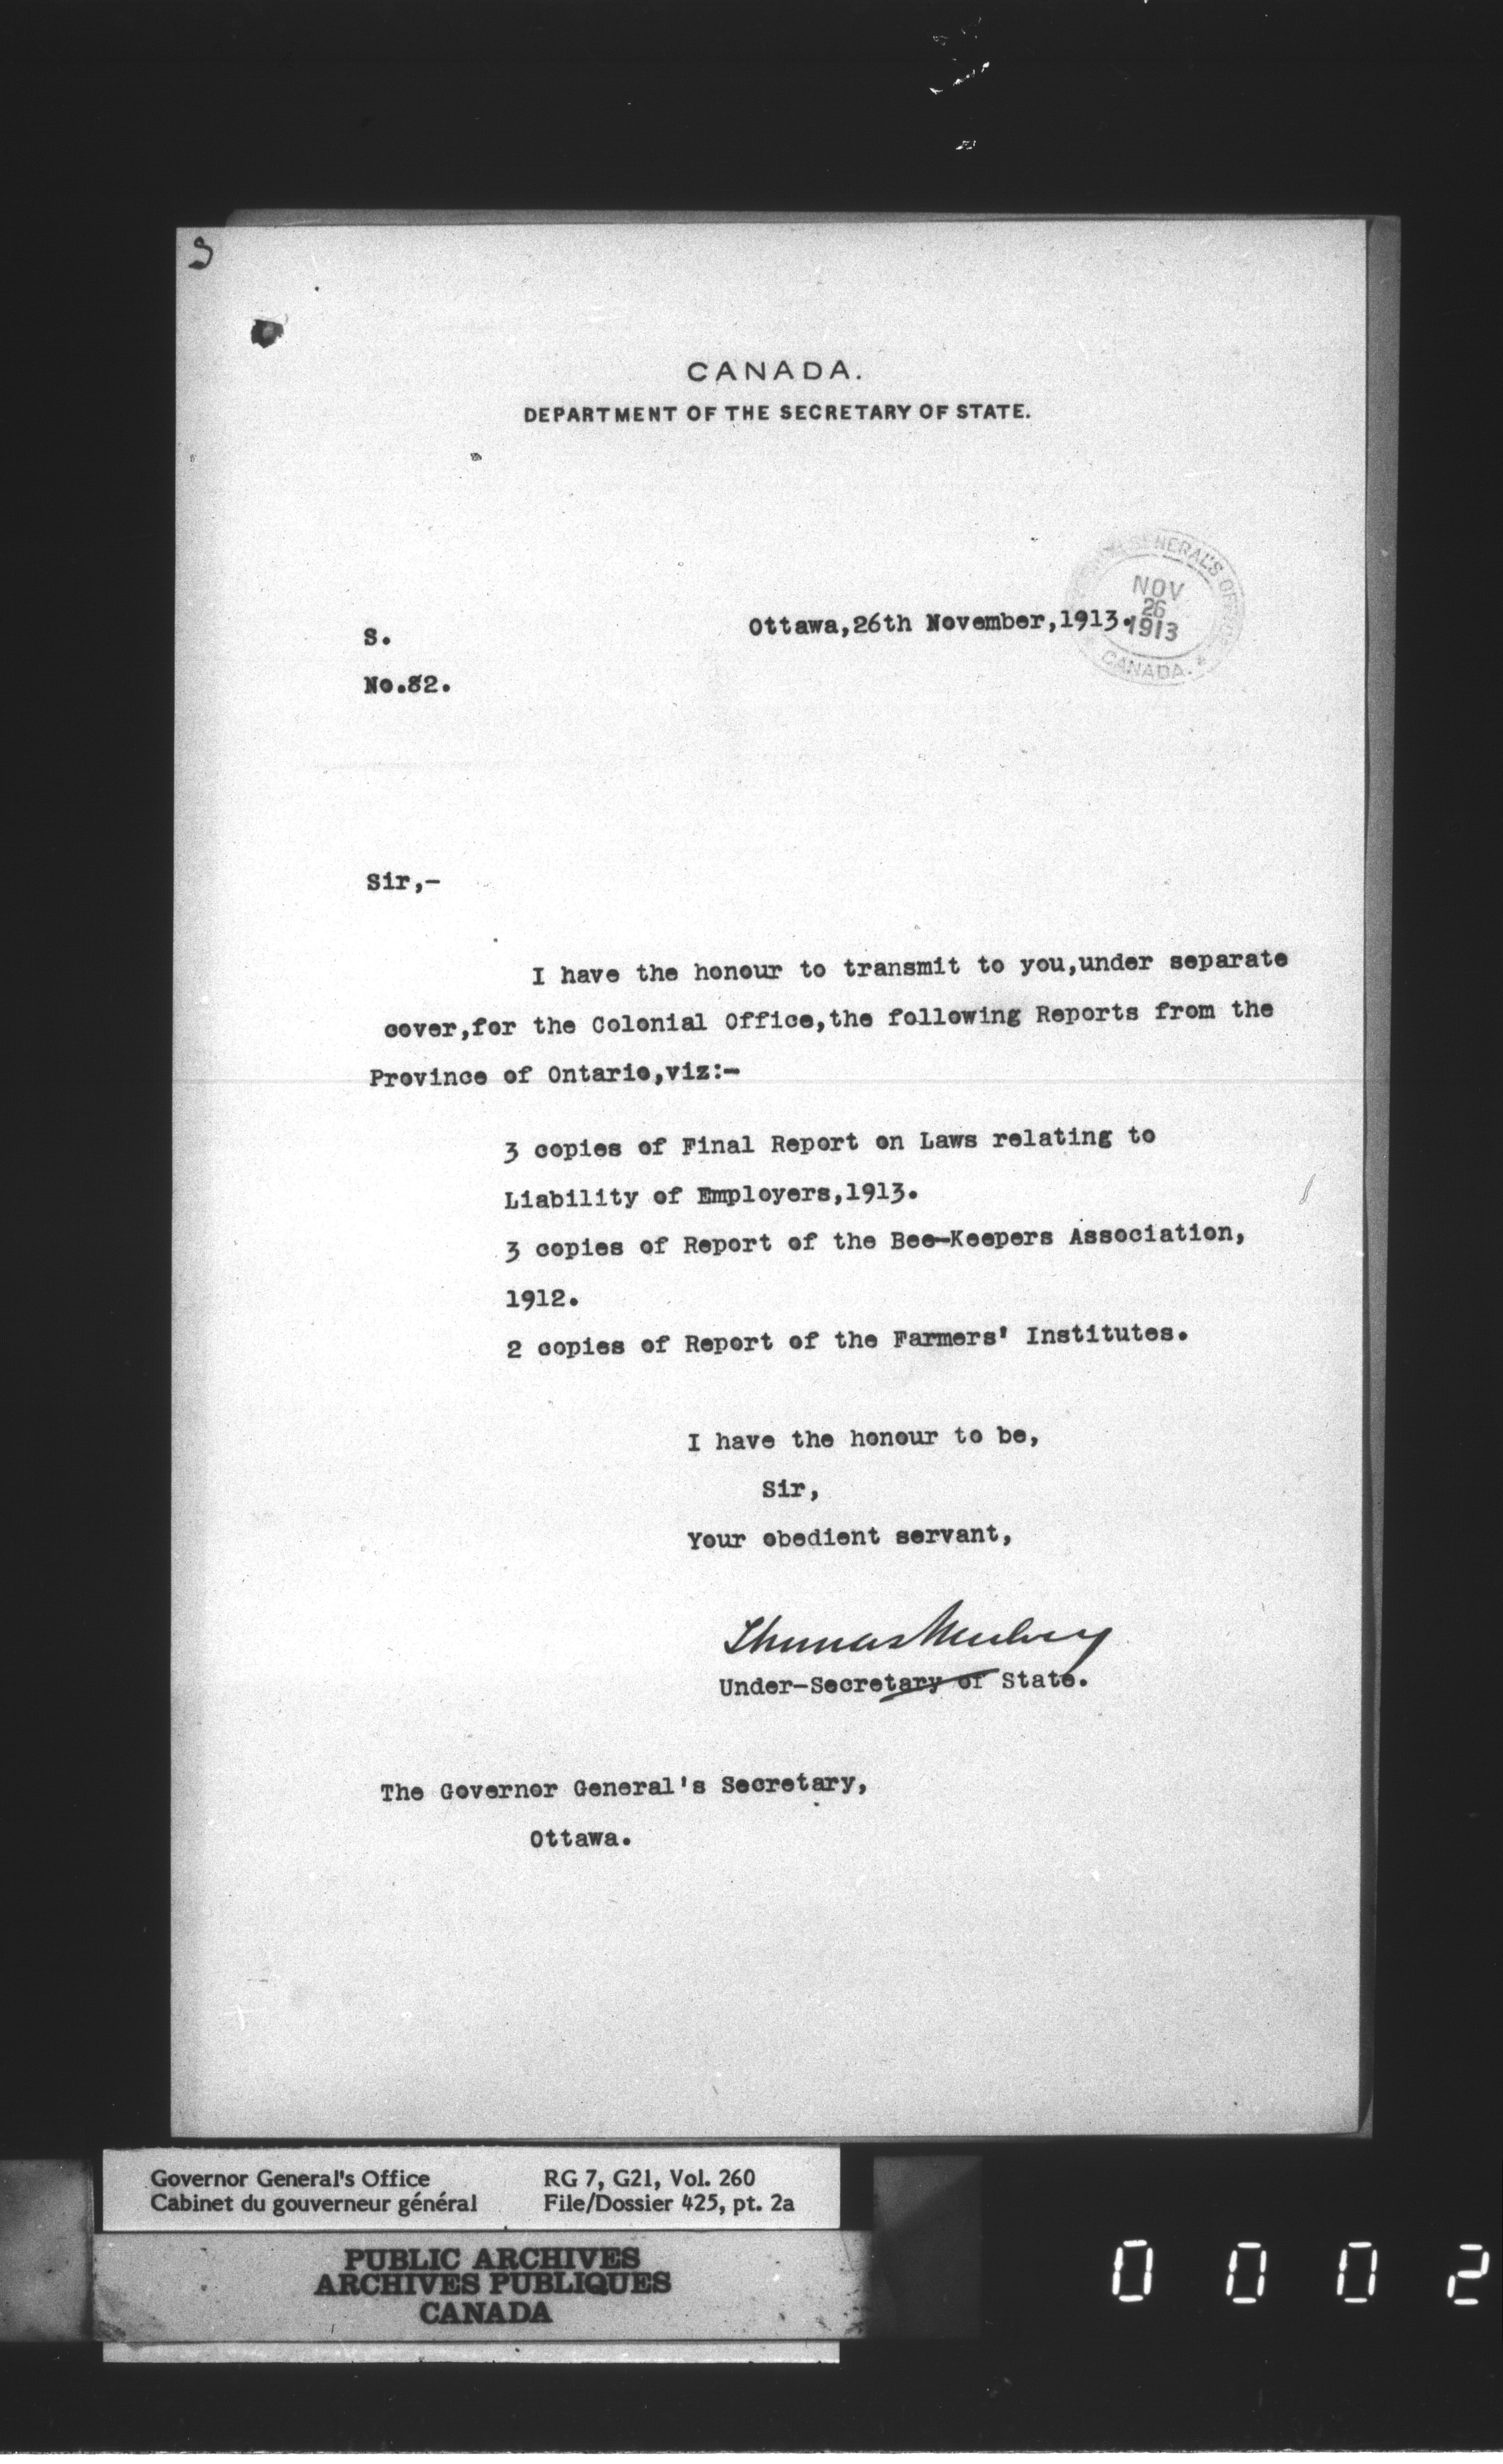 CANADA.
DEPARTMENT OF THE SECRETARY OF STATE.
GENERAL'S OFFICE
NOV
26
1913
CANADA.
Ottawa,26th November,1913.
S.
No.82.
Sir,-
I have the honour to transmit to you,under separate
cover,for the Colonial Office,the following Reports from the
Province of Ontario,viz:-
3 copies of Final Report on Laws relating to
Liability of Employers,1913.
3 copies of Report of the Bee-Keepers Association,
1912.
2 copies of Report of the Farmers' Institutes.
I have the honour to be,
Sir,
Your obedient servant,
Thomas Mulvey
Under-Secretary of State.
The Governor General's Secretary,
Ottawa.
Governor General's Office RG 7, G21, Vol. 260
Cabinet du gouverneur général File/Dossier 425, pt. 2a
PUBLIC ARCHIVES
ARCHIVES PUBLIQUES
CANADA
0 0 0 2